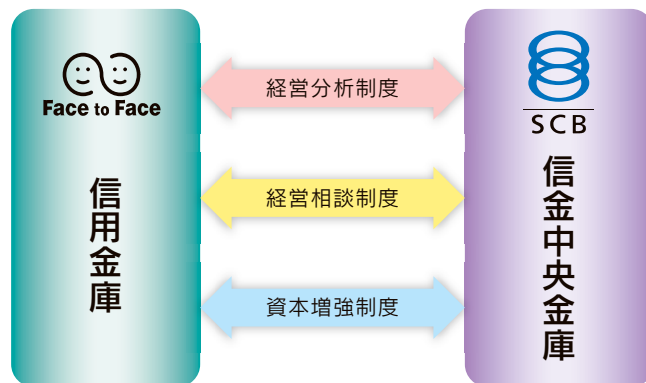 Face to Face
信用金庫
経営分析制度
経営相談制度
資本増強制度
SCB
信金中央金庫